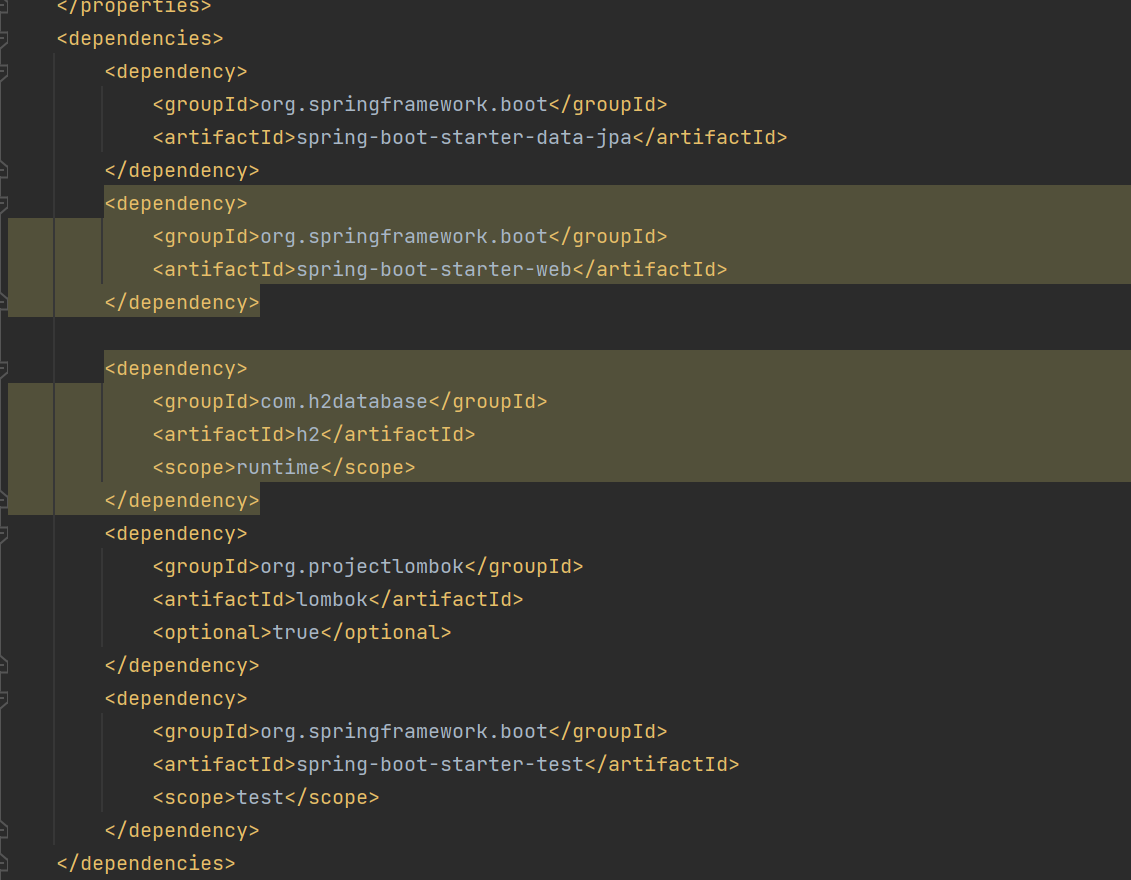 </properties>
<dependencies>
<dependency>
<groupId>org.springframework.boot</groupId>
<artifactId>spring-boot-starter-data-jpa</artifactId>
</dependency>
<dependency>
<groupId>org.springframework.boot</groupId>
<artifactId>spring-boot-starter-web</artifactId>
</dependency>
<dependency>
<groupId>com.h2database</groupId>
<artifactId>h2</artifactId>
<scope>runtime</scope>
</dependency>
<dependency>
<groupId>org.projectlombok</groupId>
<artifactId>lombok</artifactId>
<optional>true</optional>
</dependency>
<dependency>
<groupId>org.springframework.boot</groupId>
<artifactId>spring-boot-starter-test</artifactId>
<scope>test</scope>
</dependency>
</dependencies>